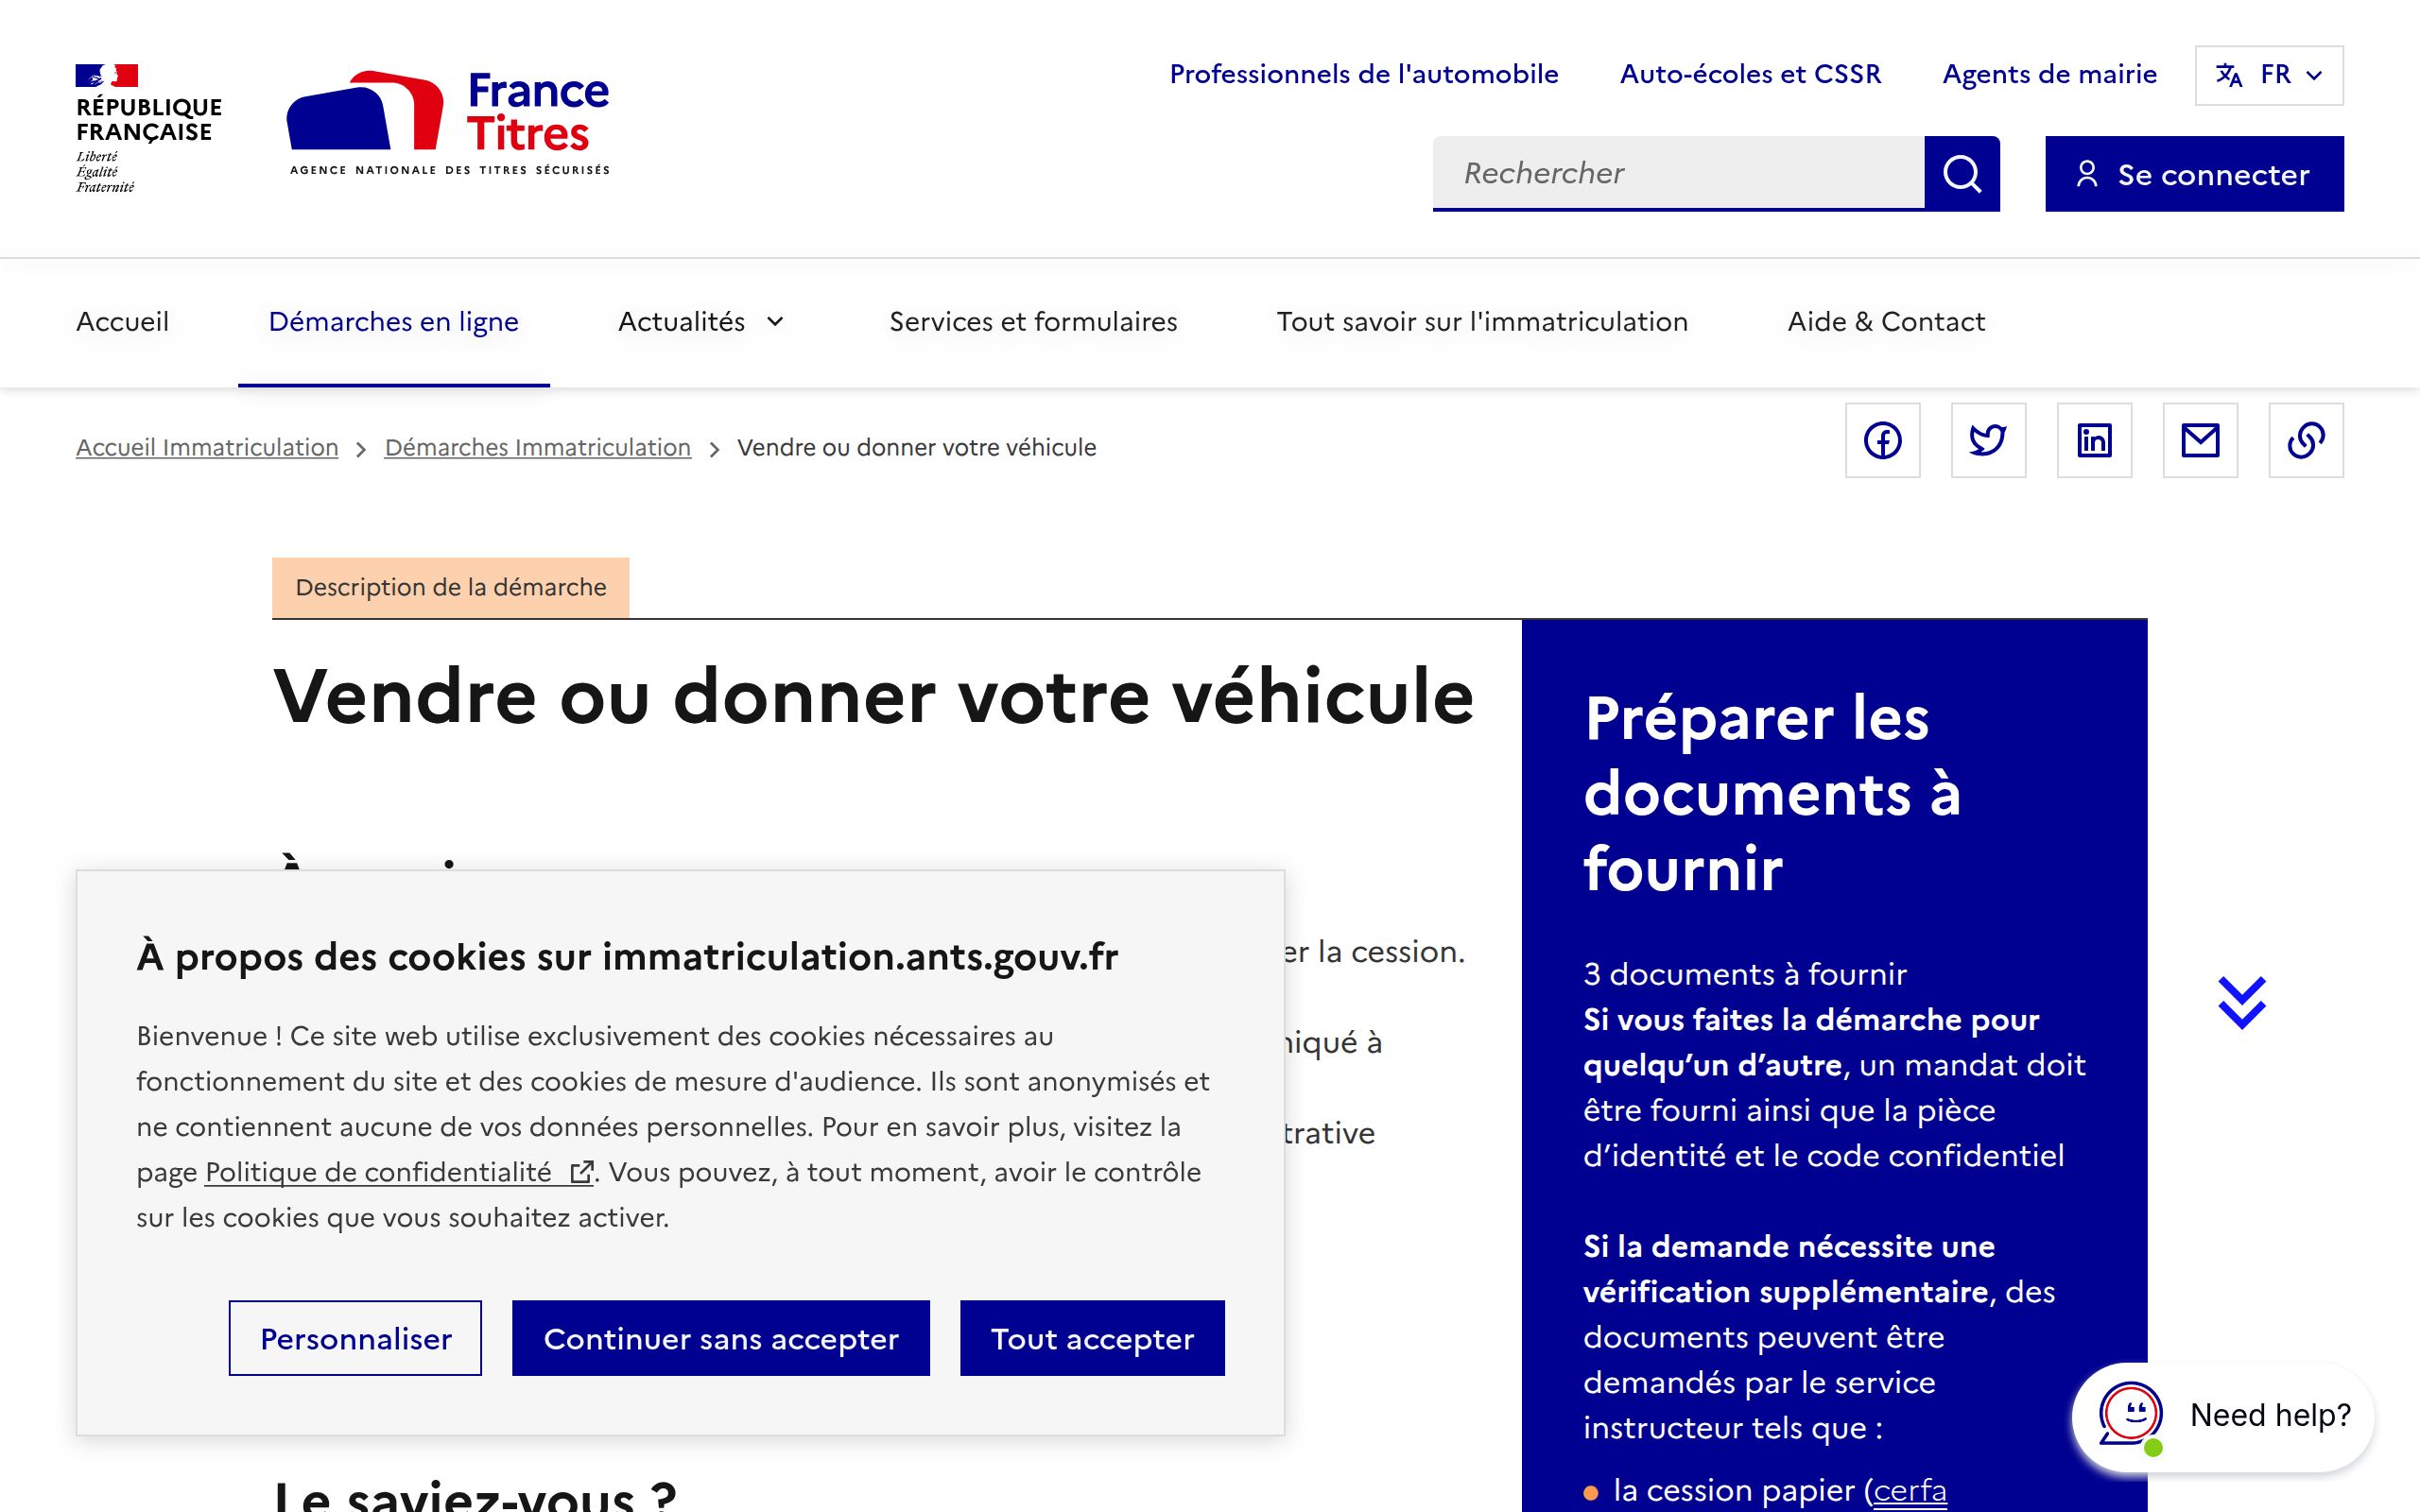 RÉPUBLIQUE
FRANÇAISE
Liberté
Égalité
Fraternité
France
Titres
AGENCE NATIONALE DES TITRES SÉCURISÉS
Professionnels de l'automobile
Auto-écoles et CSSR
Agents de mairie
FR
Rechercher
Se connecter
Accueil
Démarches en ligne
Actualités
Services et formulaires
Tout savoir sur l'immatriculation
Aide & Contact
Accueil Immatriculation
Démarches Immatriculation
Vendre ou donner votre véhicule
Description de la démarche
Vendre ou donner votre véhicule
er la cession.
iqué à
trative
À propos des cookies sur immatriculation.ants.gouv.fr
Bienvenue ! Ce site web utilise exclusivement des cookies nécessaires au
fonctionnement du site et des cookies de mesure d'audience. Ils sont anonymisés et
ne contiennent aucune de vos données personnelles. Pour en savoir plus, visitez la
page Politique de confidentialité. Vous pouvez, à tout moment, avoir le contrôle
sur les cookies que vous souhaitez activer.
Personnaliser
Continuer sans accepter
Tout accepter
Le saviez-vous ?
Préparer les
documents à
fournir
3 documents à fournir
Si vous faites la démarche pour
quelqu’un d’autre, un mandat doit
être fourni ainsi que la pièce
d’identité et le code confidentiel
Si la demande nécessite une
vérification supplémentaire, des
documents peuvent être
demandés par le service
instructeur tels que :
la cession papier (cerfa
Need help?